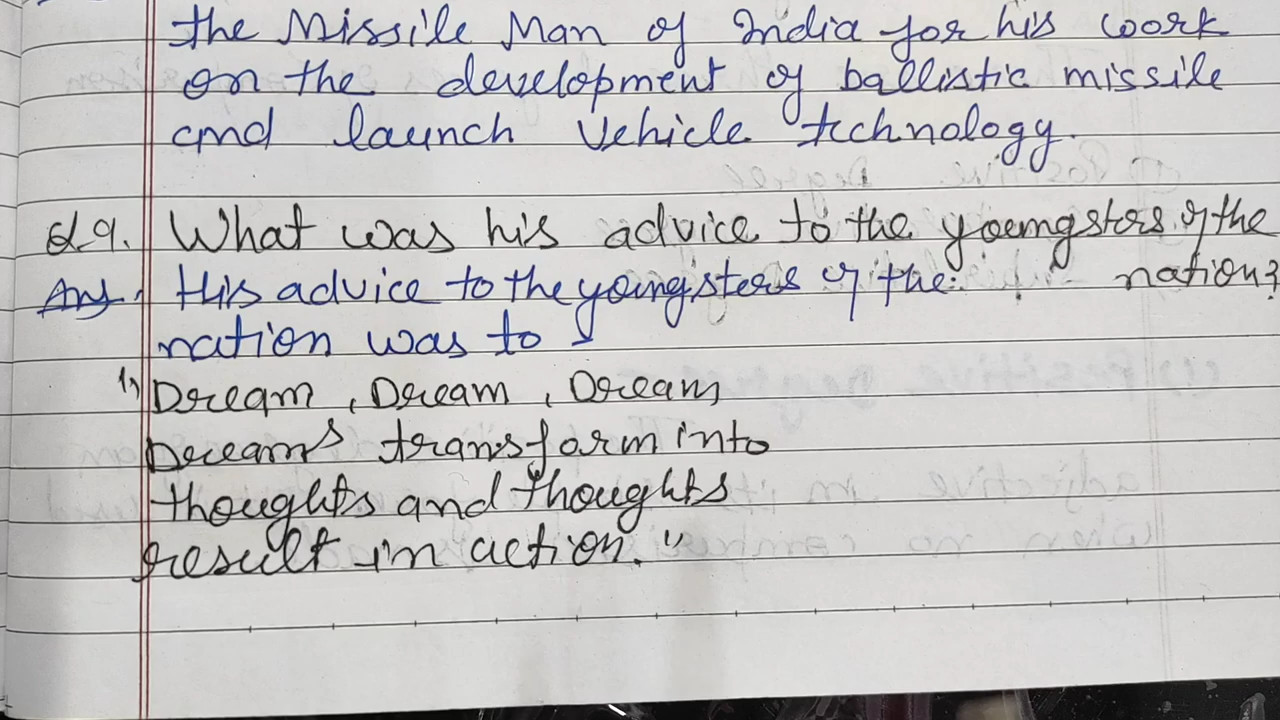 the Missile Man of India for his work
on the development of ballistic missile
and launch Vehicle technology.
Q9. What was his advice to the youngsters of the
nation?
Ans. His advice to the youngsters of the
nation was to
"Dream, Dream, Dream
Dreams transform into
thoughts and thoughts
result in action."